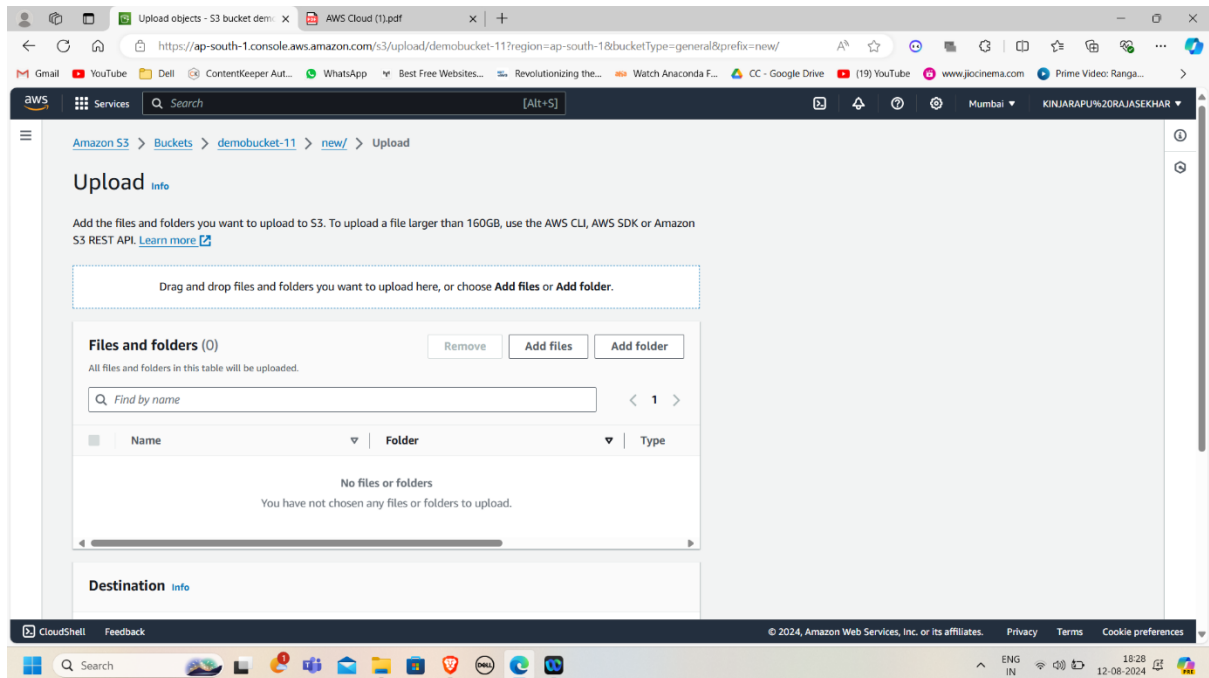 Upload objects - S3 bucket demo
AWS Cloud (1).pdf
https://ap-south-1.console.aws.amazon.com/s3/upload/demobucket-11?region=ap-south-1&bucketType=general&prefix=new/
Gmail YouTube Dell ContentKeeper Aut... WhatsApp Best Free Websites... Revolutionizing the... Watch Anaconda F... CC - Google Drive (19) YouTube www.jiocinema.com Prime Video: Ranga...
aws Services Search [Alt+S] Mumbai KINJARAPU%20RAJASEKHAR
Amazon S3 > Buckets > demobucket-11 > new/ > Upload
Upload Info
Add the files and folders you want to upload to S3. To upload a file larger than 160GB, use the AWS CLI, AWS SDK or Amazon
S3 REST API. Learn more
Drag and drop files and folders you want to upload here, or choose Add files or Add folder.
Files and folders (0) Remove Add files Add folder
All files and folders in this table will be uploaded.
Find by name 1
Name Folder Type
No files or folders
You have not chosen any files or folders to upload.
Destination Info
CloudShell Feedback © 2024, Amazon Web Services, Inc. or its affiliates. Privacy Terms Cookie preferences
Search ENG 18:28
IN 12-08-2024